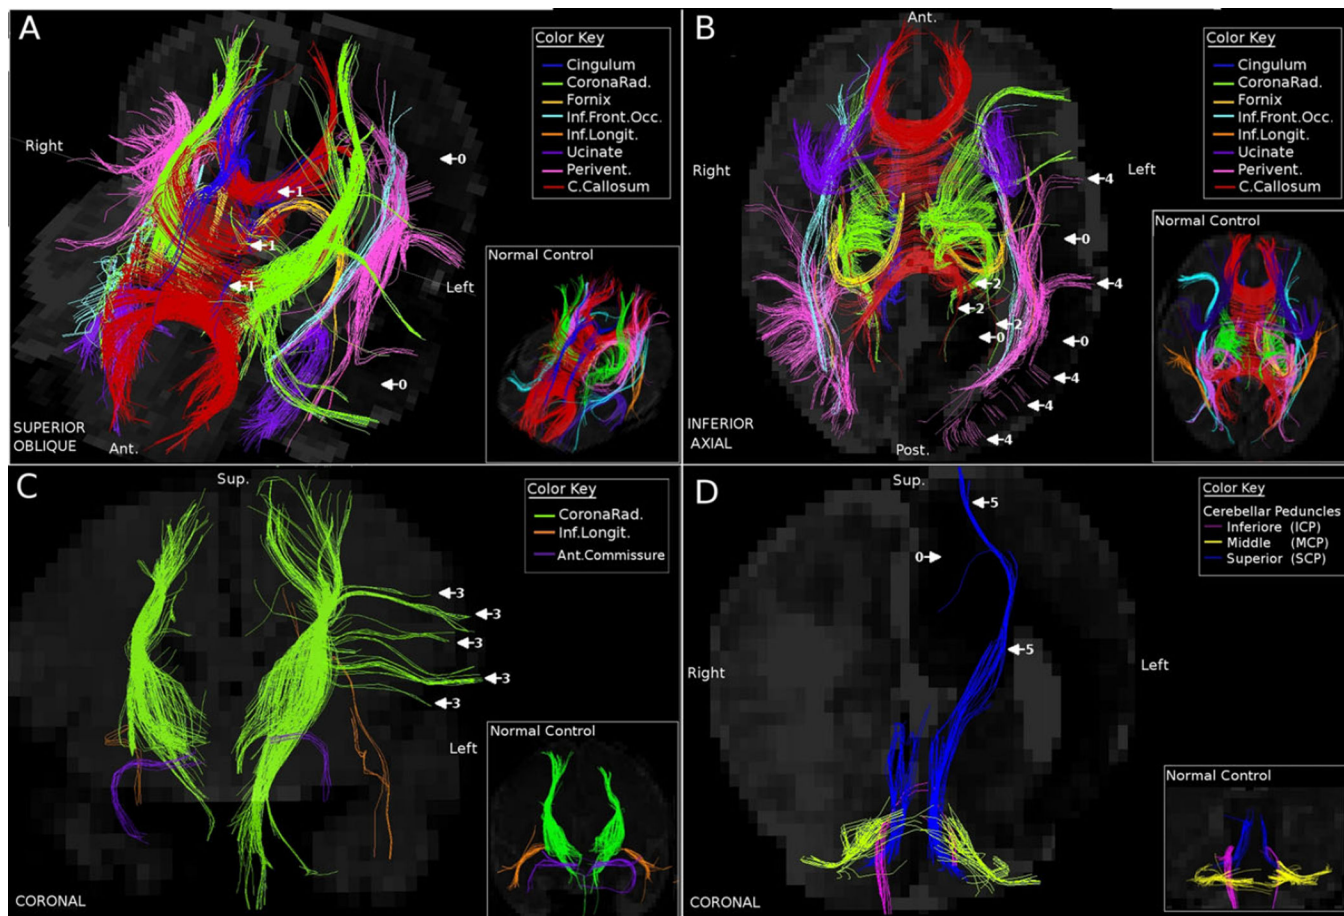 A
Color Key
Cingulum
CoronaRad.
Fornix
Inf.Front.Occ.
Inf.Longit.
Ucinate
Perivent.
C.Callosum
Right
0
1
1
1
Left
0
Normal Control
SUPERIOR
OBLIQUE
Ant.
B
Ant.
Color Key
Cingulum
CoronaRad.
Fornix
Inf.Front.Occ.
Inf.Longit.
Ucinate
Perivent.
C.Callosum
Right
Left
4
0
2
4
2
2
0
0
4
4
4
Normal Control
INFERIOR
AXIAL
Post.
C
Sup.
Color Key
CoronaRad.
Inf.Longit.
Ant.Commissure
3
3
3
3
3
Left
Normal Control
CORONAL
D
Sup.
Color Key
Cerebellar Peduncles
Inferiore (ICP)
Middle (MCP)
Superior (SCP)
5
0
5
Right
Left
Normal Control
CORONAL